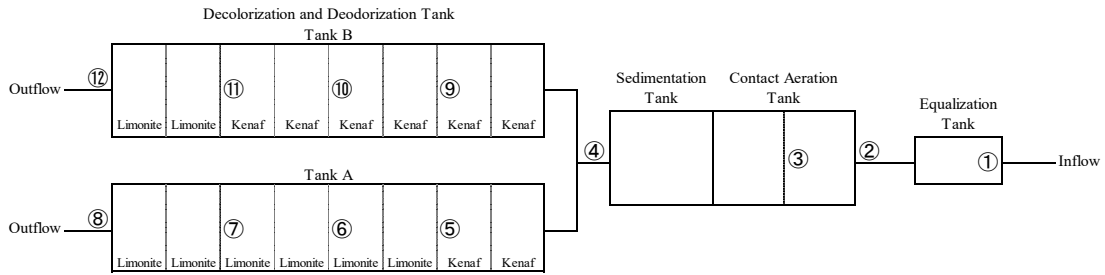 Decolorization and Deodorization Tank
Tank B
Outflow ⑫ ⑪ ⑩ ⑨
Limonite Limonite Kenaf Kenaf Kenaf Kenaf Kenaf Kenaf
Sedimentation Tank
Contact Aeration Tank
Equalization Tank
④ ③ ② ① Inflow
Tank A
Outflow ⑧ ⑦ ⑥ ⑤
Limonite Limonite Limonite Limonite Limonite Limonite Kenaf Kenaf